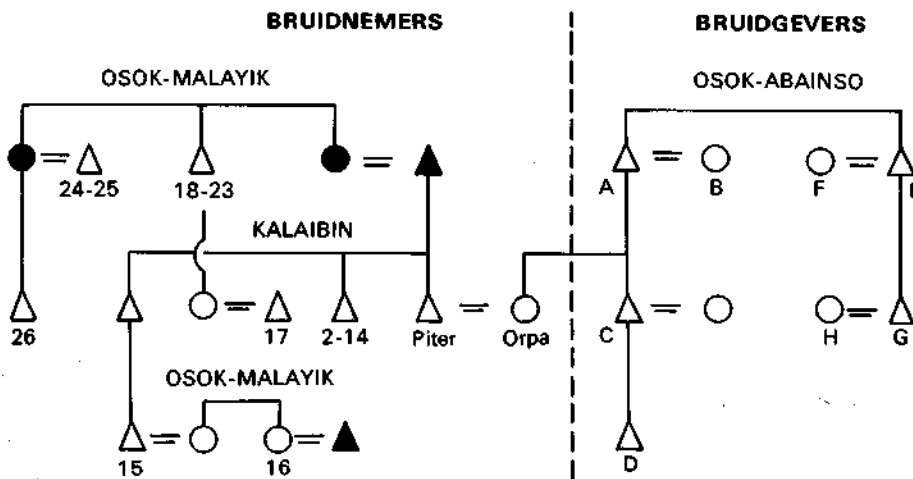 BRUIDNEMERS BRUIDGEVERS
OSOK-MALAYIK OSOK-ABAINSO
24-25 18-23 A B F
KALAIBIN
26 17 2-14 Piter Orpa C H G
OSOK-MALAYIK
15 16 D